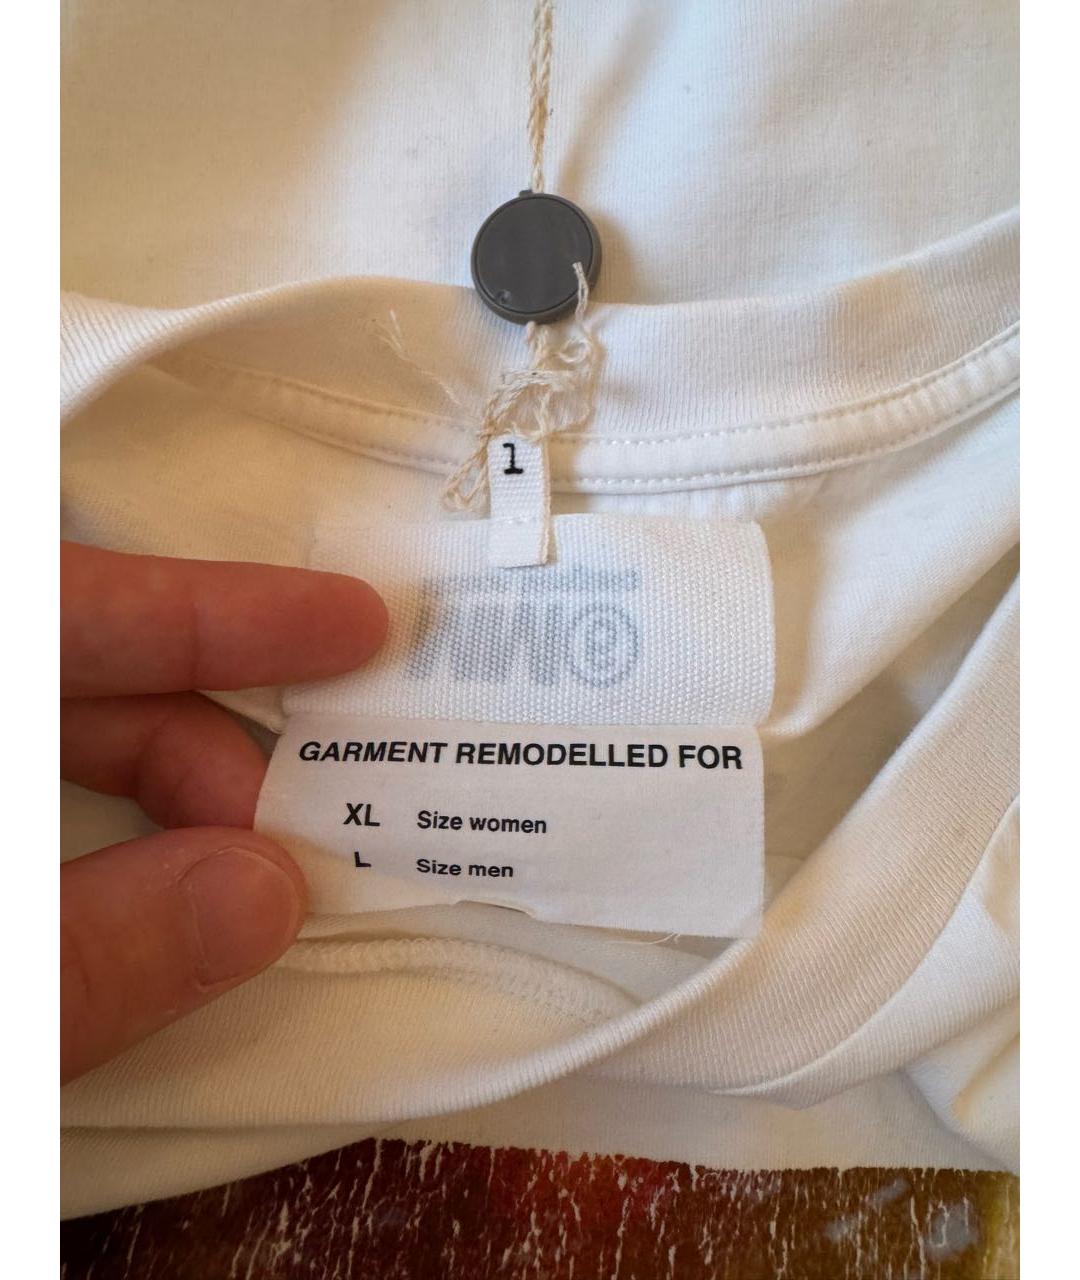 1
GARMENT REMODELLED FOR
XL Size women
L Size men